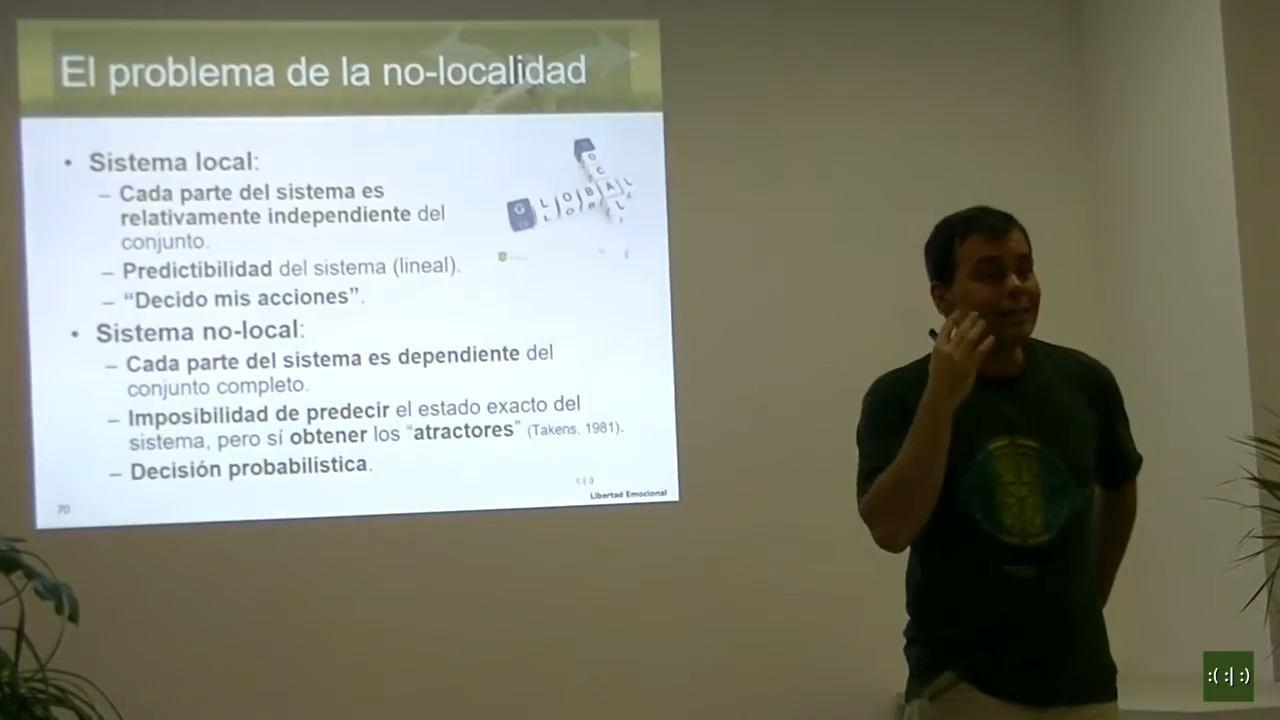 El problema de la no-localidad
• Sistema local:
– Cada parte del sistema es
relativamente independiente del
conjunto.
– Predictibilidad del sistema (lineal).
– “Decido mis acciones”.
• Sistema no-local:
– Cada parte del sistema es dependiente del
conjunto completo.
– Imposibilidad de predecir el estado exacto del
sistema, pero sí obtener los “atractores” (Takens, 1981).
– Decisión probabilística.
70
Libertad Emocional
GLOBAL
:( :| :)